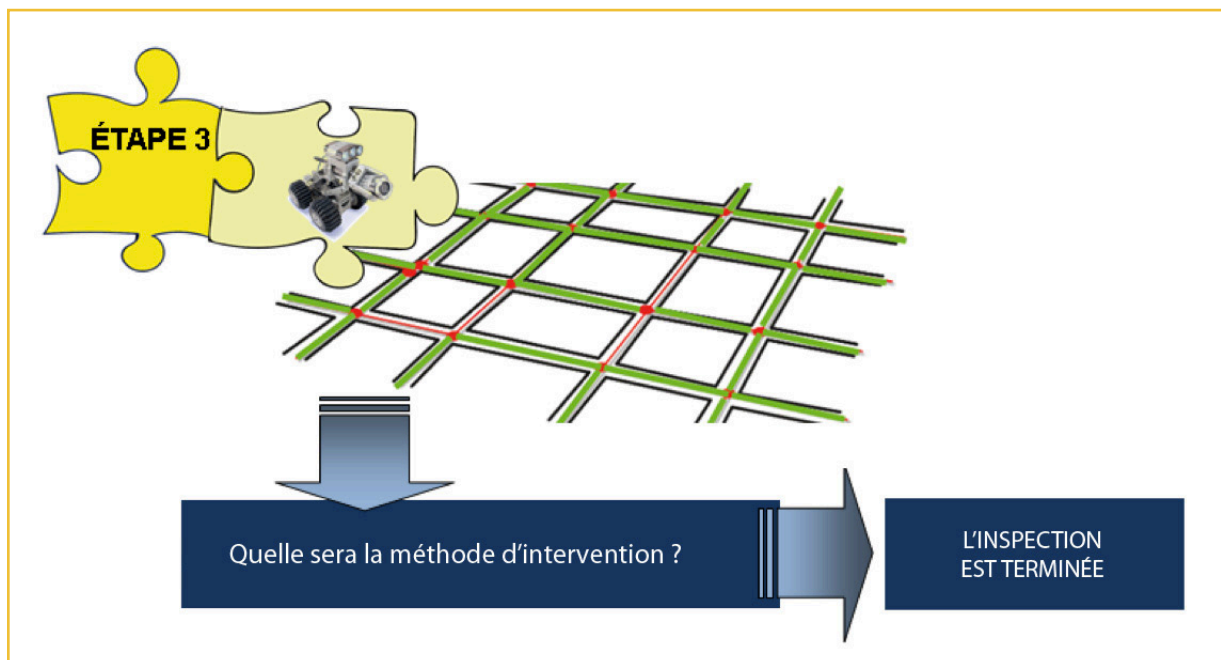 ÉTAPE 3
Quelle sera la méthode d’intervention ?
L’INSPECTION
EST TERMINÉE